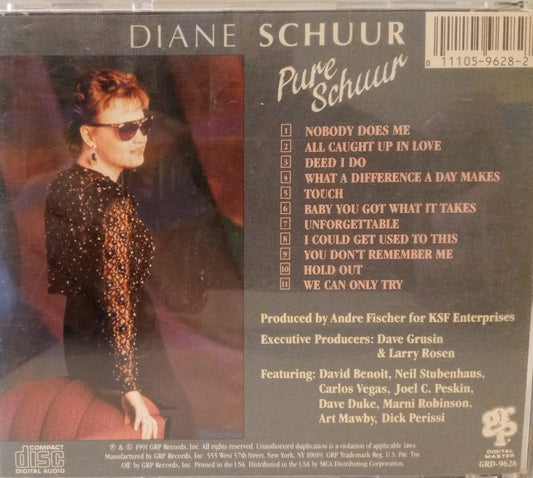 DIANE SCHUUR
Pure
Schuur
0 11105-9628-2
1 NOBODY DOES ME
2 ALL CAUGHT UP IN LOVE
3 DEED I DO
4 WHAT A DIFFERENCE A DAY MAKES
5 TOUCH
6 BABY YOU GOT WHAT IT TAKES
7 UNFORGETTABLE
8 I COULD GET USED TO THIS
9 YOU DON'T REMEMBER ME
10 HOLD OUT
11 WE CAN ONLY TRY
Produced by Andre Fischer for KSF Enterprises
Executive Producers: Dave Grusin
& Larry Rosen
Featuring: David Benoit, Neil Stubenhaus,
Carlos Vegas, Joel C. Peskin,
Dave Duke, Marni Robinson,
Art Mawby, Dick Perissi
COMPACT
disc
DIGITAL AUDIO
℗ & © 1991 GRP Records, Inc. All rights reserved. Unauthorized duplication is a violation of applicable laws.
Mfd. by GRP Records, Inc. 555 West 57th Street, New York, NY 10019. GRP Trademark Reg. U.S. Pat. Tm.
Off. by GRP Records, Inc. Printed in the USA. Distributed in the USA by MCA Distributing Corporation.
grp
DIGITAL
MASTER
GRD-9628